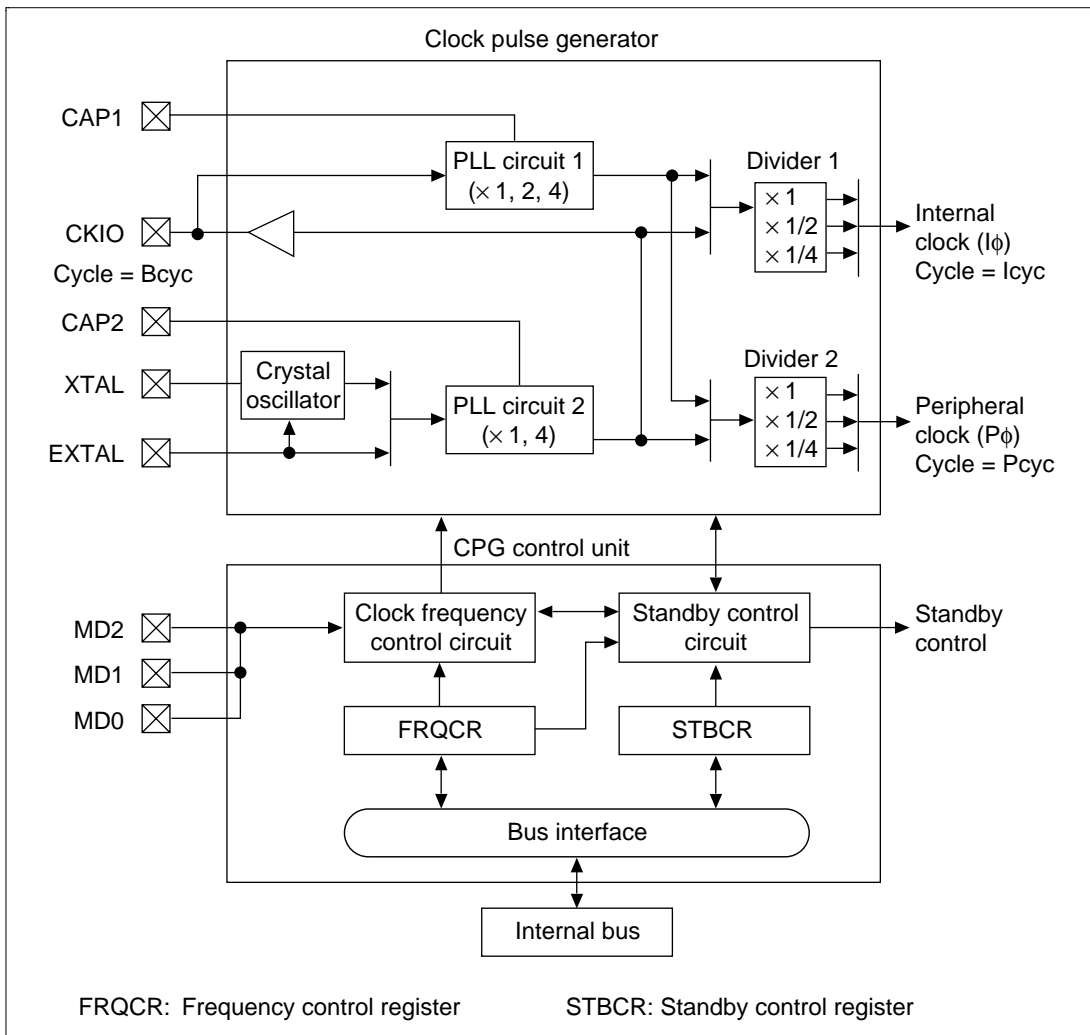 Clock pulse generator
CAP1
PLL circuit 1
(× 1, 2, 4)
Divider 1
× 1
× 1/2
× 1/4
Internal
clock (Iϕ)
Cycle = Icyc
CKIO
Cycle = Bcyc
CAP2
XTAL
Crystal
oscillator
EXTAL
PLL circuit 2
(× 1, 4)
Divider 2
× 1
× 1/2
× 1/4
Peripheral
clock (Pϕ)
Cycle = Pcyc
CPG control unit
MD2
MD1
MD0
Clock frequency
control circuit
Standby control
circuit
Standby
control
FRQCR
STBCR
Bus interface
Internal bus
FRQCR: Frequency control register
STBCR: Standby control register